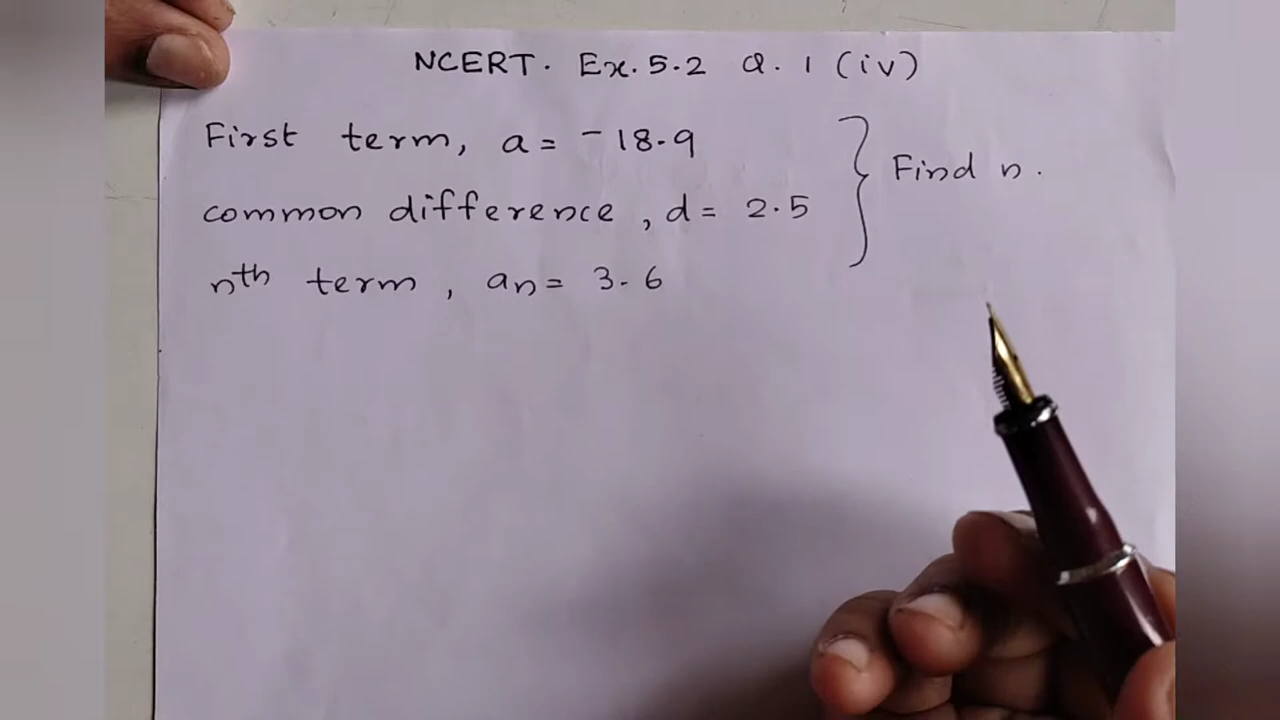 NCERT. Ex. 5.2 Q. 1 (iv)
First term, a = -18.9
common difference, d = 2.5
nth term, an = 3.6
Find n.